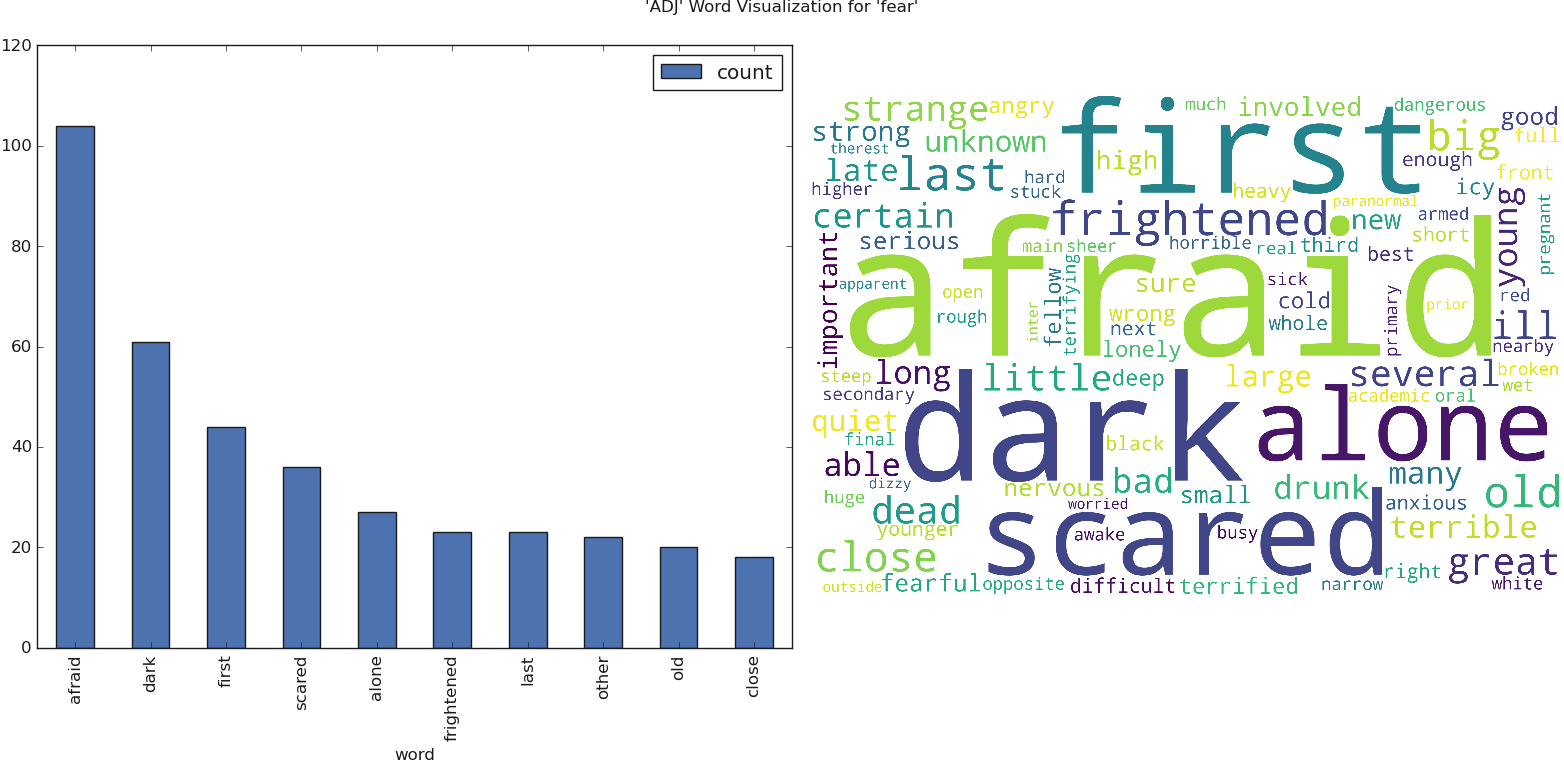 'ADJ' Word Visualization for 'fear'
120
100
80
60
40
20
0
count
afraid
dark
first
scared
alone
frightened
last
other
old
close
word
strange
angry
first
much
involved
dangerous
good
strong
therest
unknown
high
big
full
late
last
hard
enough
front
higher
stuck
heavy
icy
young
pregnant
certain
frightened
paranormal
new
armed
serious
main
sheer
horrible
real
third
short
important
apparent
afraid
best
open
fellow
terrifying
sure
sick
cold
red
prior
rough
inter
wrong
next
whole
primary
ill
lonely
nearby
steep
long
little
deep
large
several
broken
wet
secondary
academic
oral
quiet
dark
alone
final
black
able
many
dizzy
nervous
bad
small
drunk
anxious
old
huge
dead
worried
younger
scared
awake
busy
terrible
close
right
great
outside
fearful
opposite
difficult
terrified
narrow
white